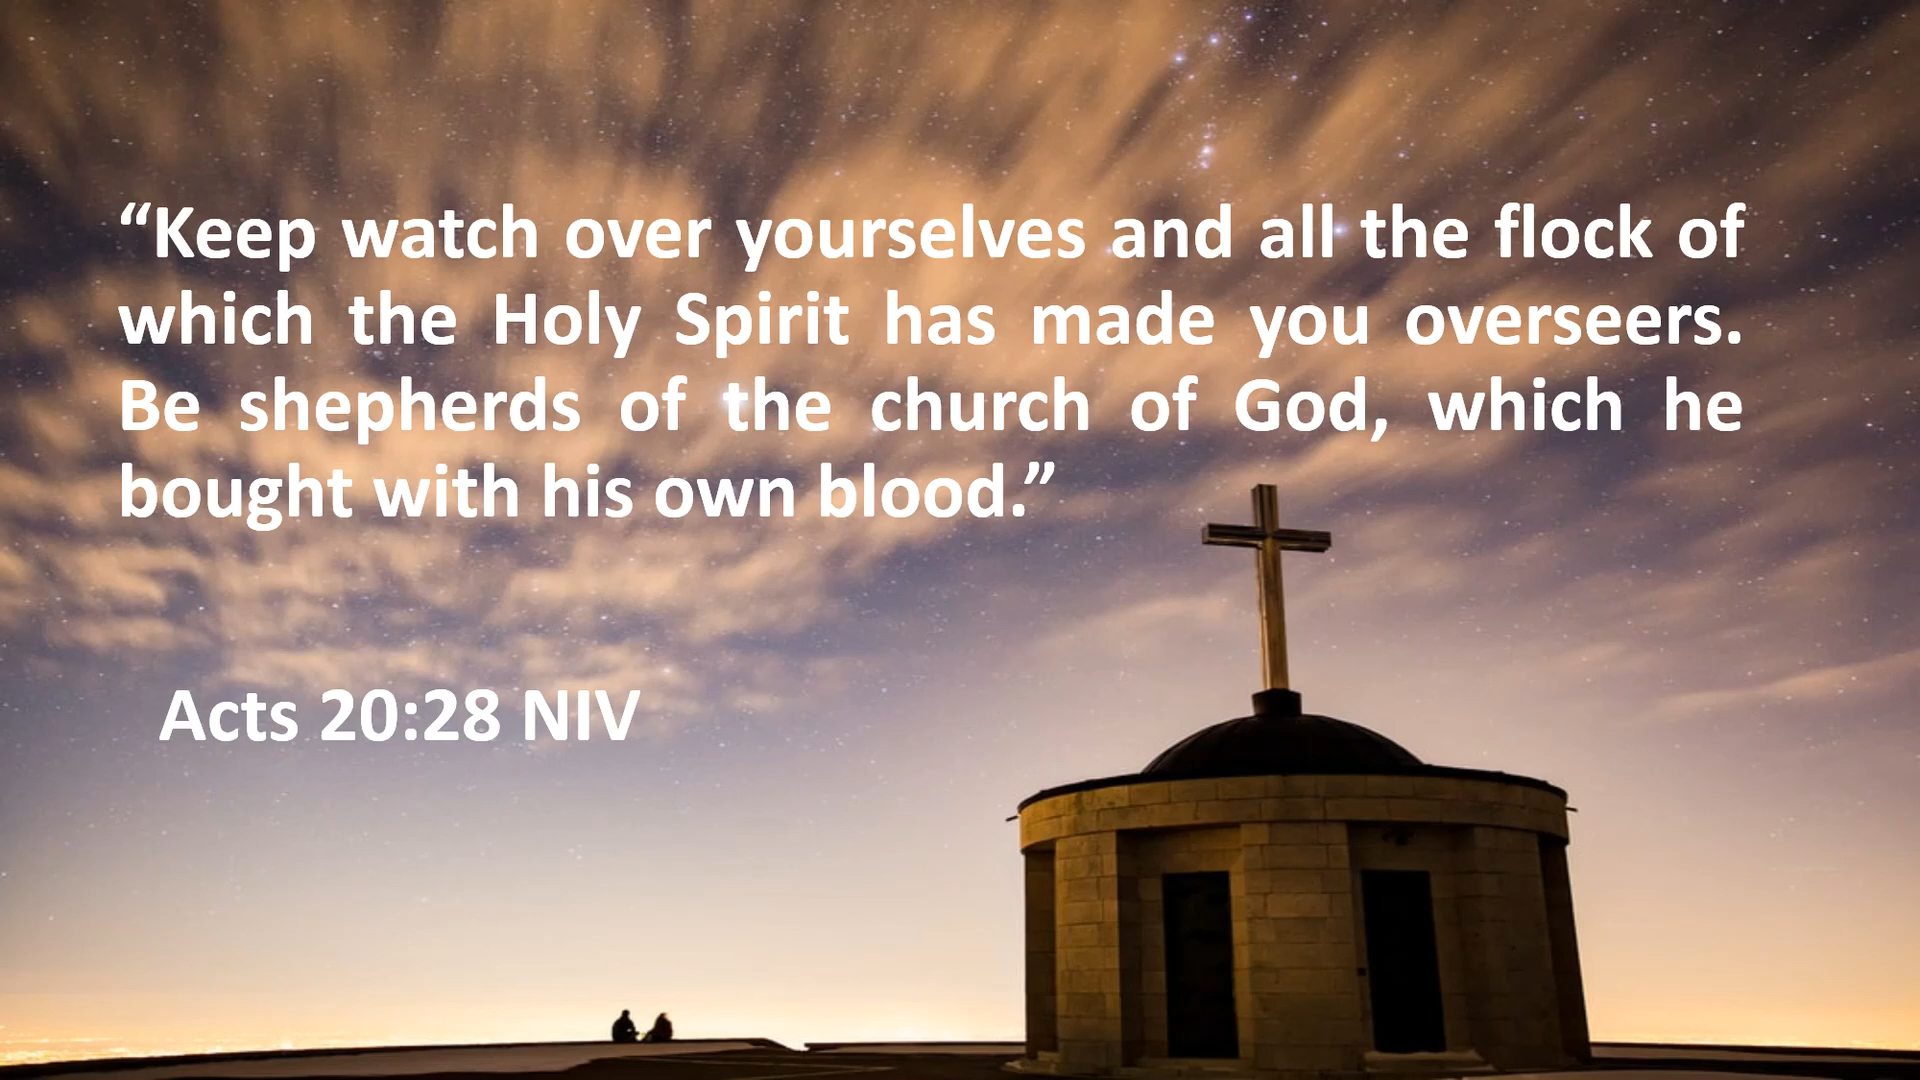 “Keep watch over yourselves and all the flock of
which the Holy Spirit has made you overseers.
Be shepherds of the church of God, which he
bought with his own blood.”
Acts 20:28 NIV